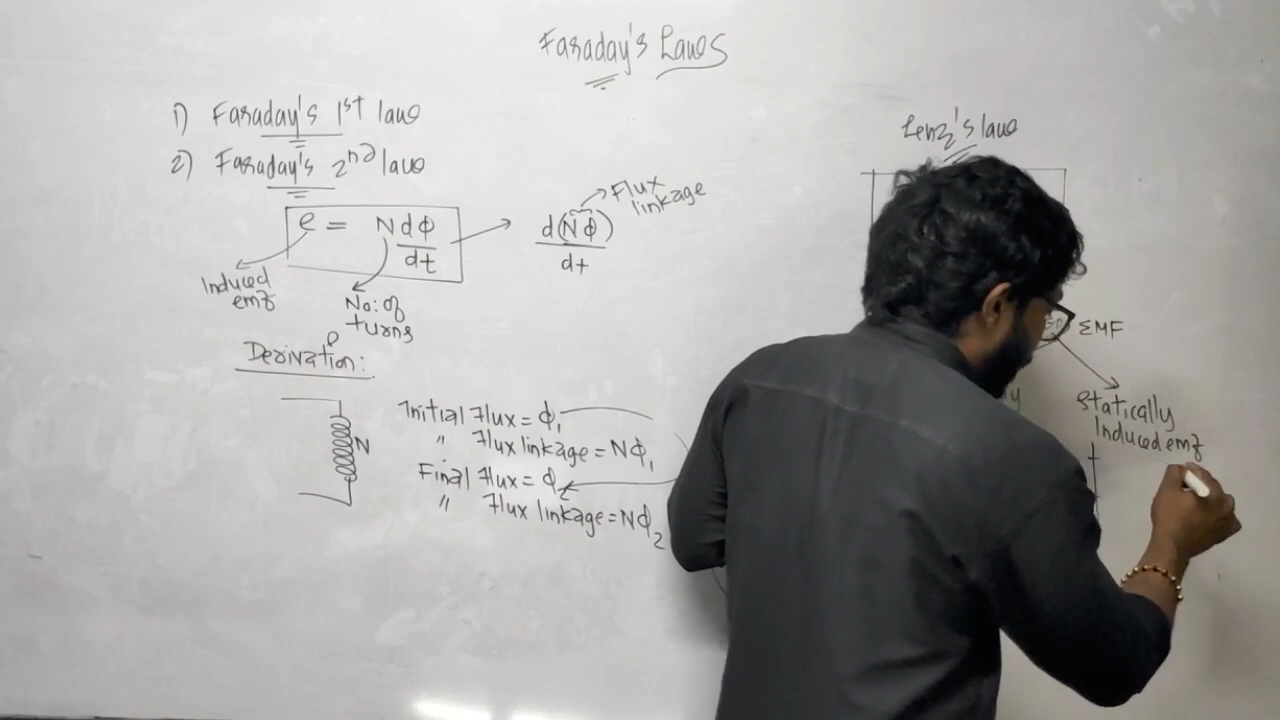 Faraday's Laws
1) Faraday's 1st law
2) Faraday's 2nd law
e = N dΦ/dt
d(NΦ)/dt
Flux
linkage
Induced
emf
No: of
turns
Derivation:
N
Initial Flux = Φ1
" Flux linkage = NΦ1
Final Flux = Φ2
" Flux linkage = NΦ2
Lenz's law
EMF
Statically
Induced emf